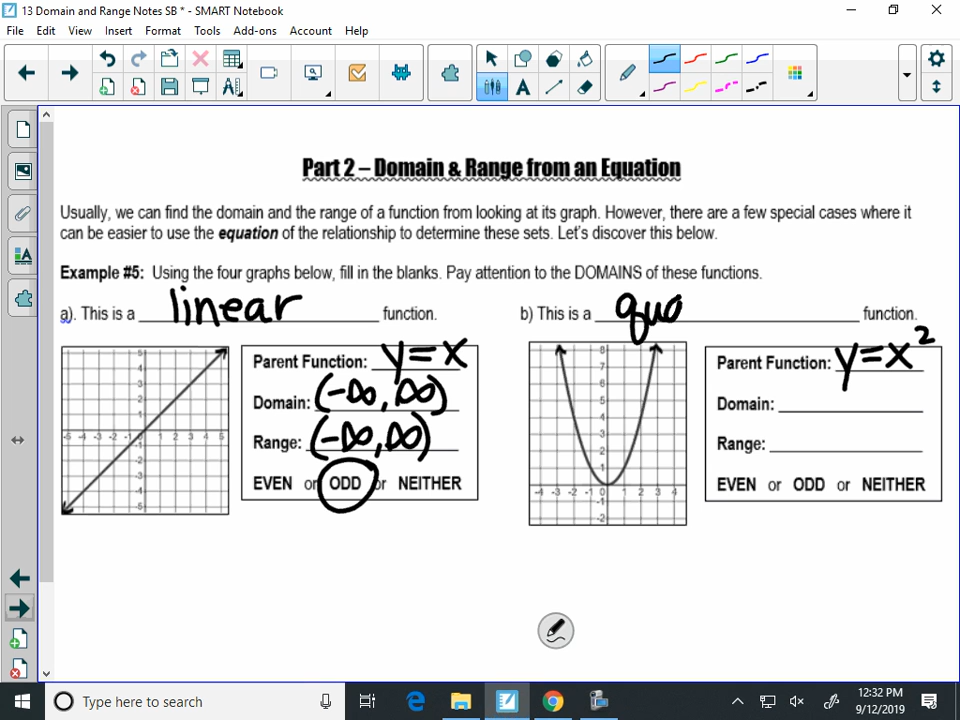 13 Domain and Range Notes SB * - SMART Notebook
File Edit View Insert Format Tools Add-ons Account Help
Part 2 – Domain & Range from an Equation
Usually, we can find the domain and the range of a function from looking at its graph. However, there are a few special cases where it
can be easier to use the equation of the relationship to determine these sets. Let's discover this below.
Example #5: Using the four graphs below, fill in the blanks. Pay attention to the DOMAINS of these functions.
a). This is a linear function.
b) This is a qua function.
Parent Function: y=x
Domain: (-∞, ∞)
Range: (-∞, ∞)
EVEN or ODD or NEITHER
Parent Function: y=x²
Domain:
Range:
EVEN or ODD or NEITHER
Type here to search
12:32 PM
9/12/2019